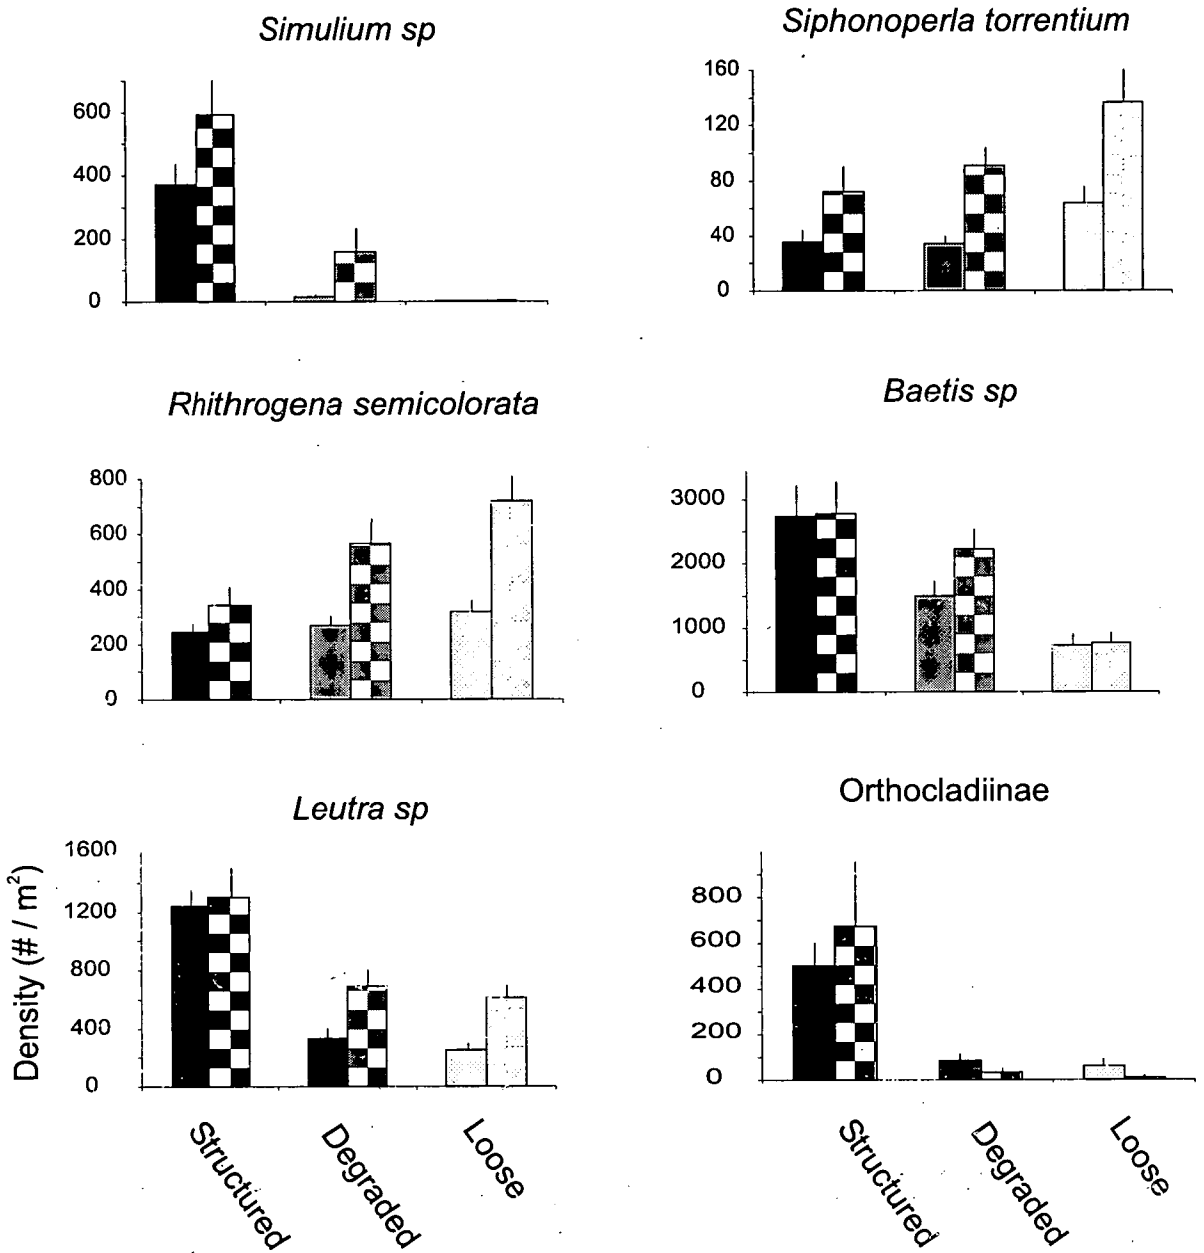 Simulium sp
600
400
200
0
Siphonoperla torrentium
160
120
80
40
0
Rhithrogena semicolorata
800
600
400
200
0
Baetis sp
3000
2000
1000
0
Leutra sp
1600
1200
800
400
0
Density (# / m²)
Structured
Degraded
Loose
Orthocladiinae
800
600
400
200
0
Structured
Degraded
Loose